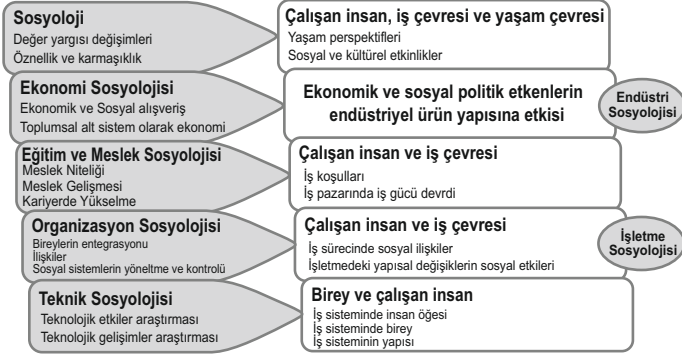 Sosyoloji
Değer yargısı değişimleri
Öznellik ve karmaşıklık
Çalışan insan, iş çevresi ve yaşam çevresi
Yaşam perspektifleri
Sosyal ve kültürel etkinlikler
Ekonomi Sosyolojisi
Ekonomik ve Sosyal alışveriş
Toplumsal alt sistem olarak ekonomi
Ekonomik ve sosyal politik etkenlerin
endüstriyel ürün yapısına etkisi
Endüstri
Sosyolojisi
Eğitim ve Meslek Sosyolojisi
Meslek Niteliği
Meslek Gelişmesi
Kariyerde Yükselme
Çalışan insan ve iş çevresi
İş koşulları
İş pazarında iş gücü devrdi
Organizasyon Sosyolojisi
Bireylerin entegrasyonu
İlişkiler
Sosyal sistemlerin yöneltme ve kontrolü
Çalışan insan ve iş çevresi
İş sürecinde sosyal ilişkiler
İşletmedeki yapısal değişiklerin sosyal etkileri
İşletme
Sosyolojisi
Teknik Sosyolojisi
Teknolojik etkiler araştırması
Teknolojik gelişimler araştırması
Birey ve çalışan insan
İş sisteminde insan öğesi
İş sisteminde birey
İş sisteminin yapısı